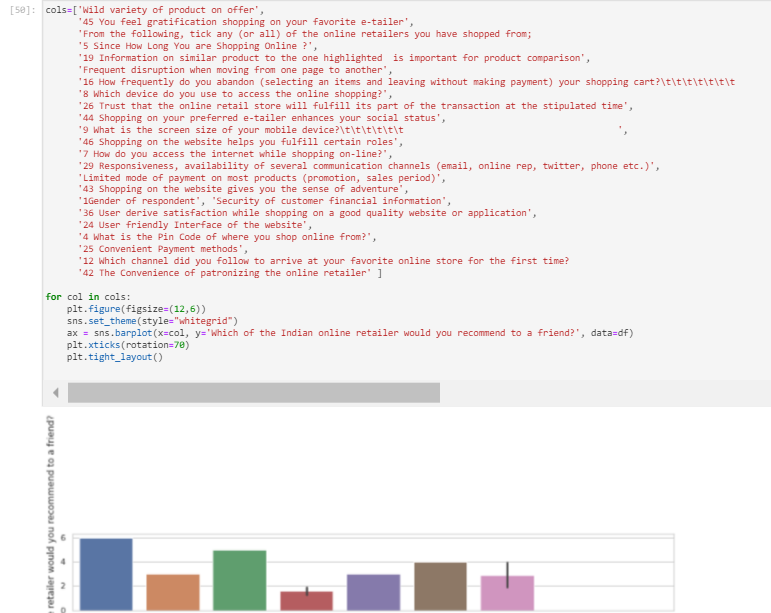 [50]: cols=['Wild variety of product on offer',
'45 You feel gratification shopping on your favorite e-tailer',
'From the following, tick any (or all) of the online retailers you have shopped from;
'5 Since How Long You are Shopping Online ?',
'19 Information on similar product to the one highlighted  is important for product comparison',
'Frequent disruption when moving from one page to another',
'16 How frequently do you abandon (selecting an items and leaving without making payment) your shopping cart?\t\t\t\t\t\t\t
'8 Which device do you use to access the online shopping?',
'26 Trust that the online retail store will fulfill its part of the transaction at the stipulated time',
'44 Shopping on your preferred e-tailer enhances your social status',
'9 What is the screen size of your mobile device?\t\t\t\t\t\t                                        ',
'46 Shopping on the website helps you fulfill certain roles',
'7 How do you access the internet while shopping on-line?',
'29 Responsiveness, availability of several communication channels (email, online rep, twitter, phone etc.)',
'Limited mode of payment on most products (promotion, sales period)',
'43 Shopping on the website gives you the sense of adventure',
'1Gender of respondent', 'Security of customer financial information',
'36 User derive satisfaction while shopping on a good quality website or application',
'24 User friendly Interface of the website',
'4 What is the Pin Code of where you shop online from?',
'25 Convenient Payment methods',
'12 Which channel did you follow to arrive at your favorite online store for the first time?
'42 The Convenience of patronizing the online retailer' ]
for col in cols:
plt.figure(figsize=(12,6))
sns.set_theme(style="whitegrid")
ax = sns.barplot(x=col, y='Which of the Indian online retailer would you recommend to a friend?', data=df)
plt.xticks(rotation=70)
plt.tight_layout()
retailer would you recommend to a friend?
6
4
2
0